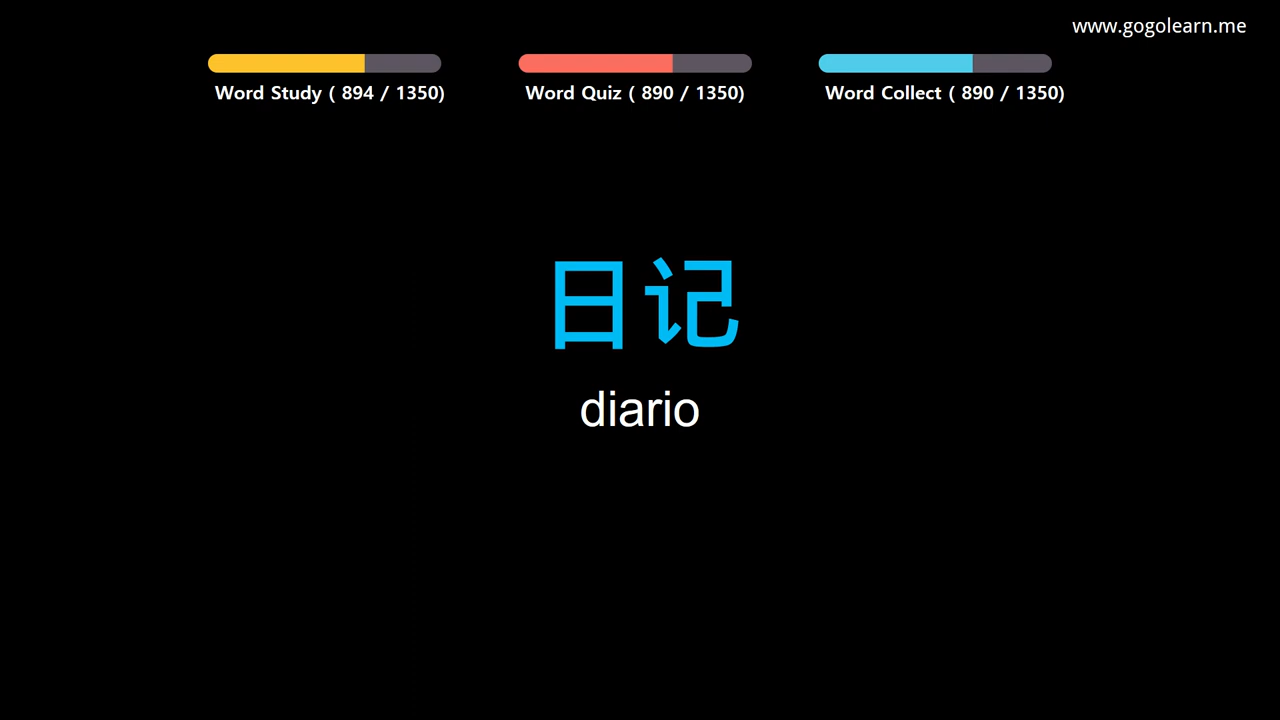 www.gogolearn.me
Word Study ( 894 / 1350)
Word Quiz ( 890 / 1350)
Word Collect ( 890 / 1350)
日记
diario